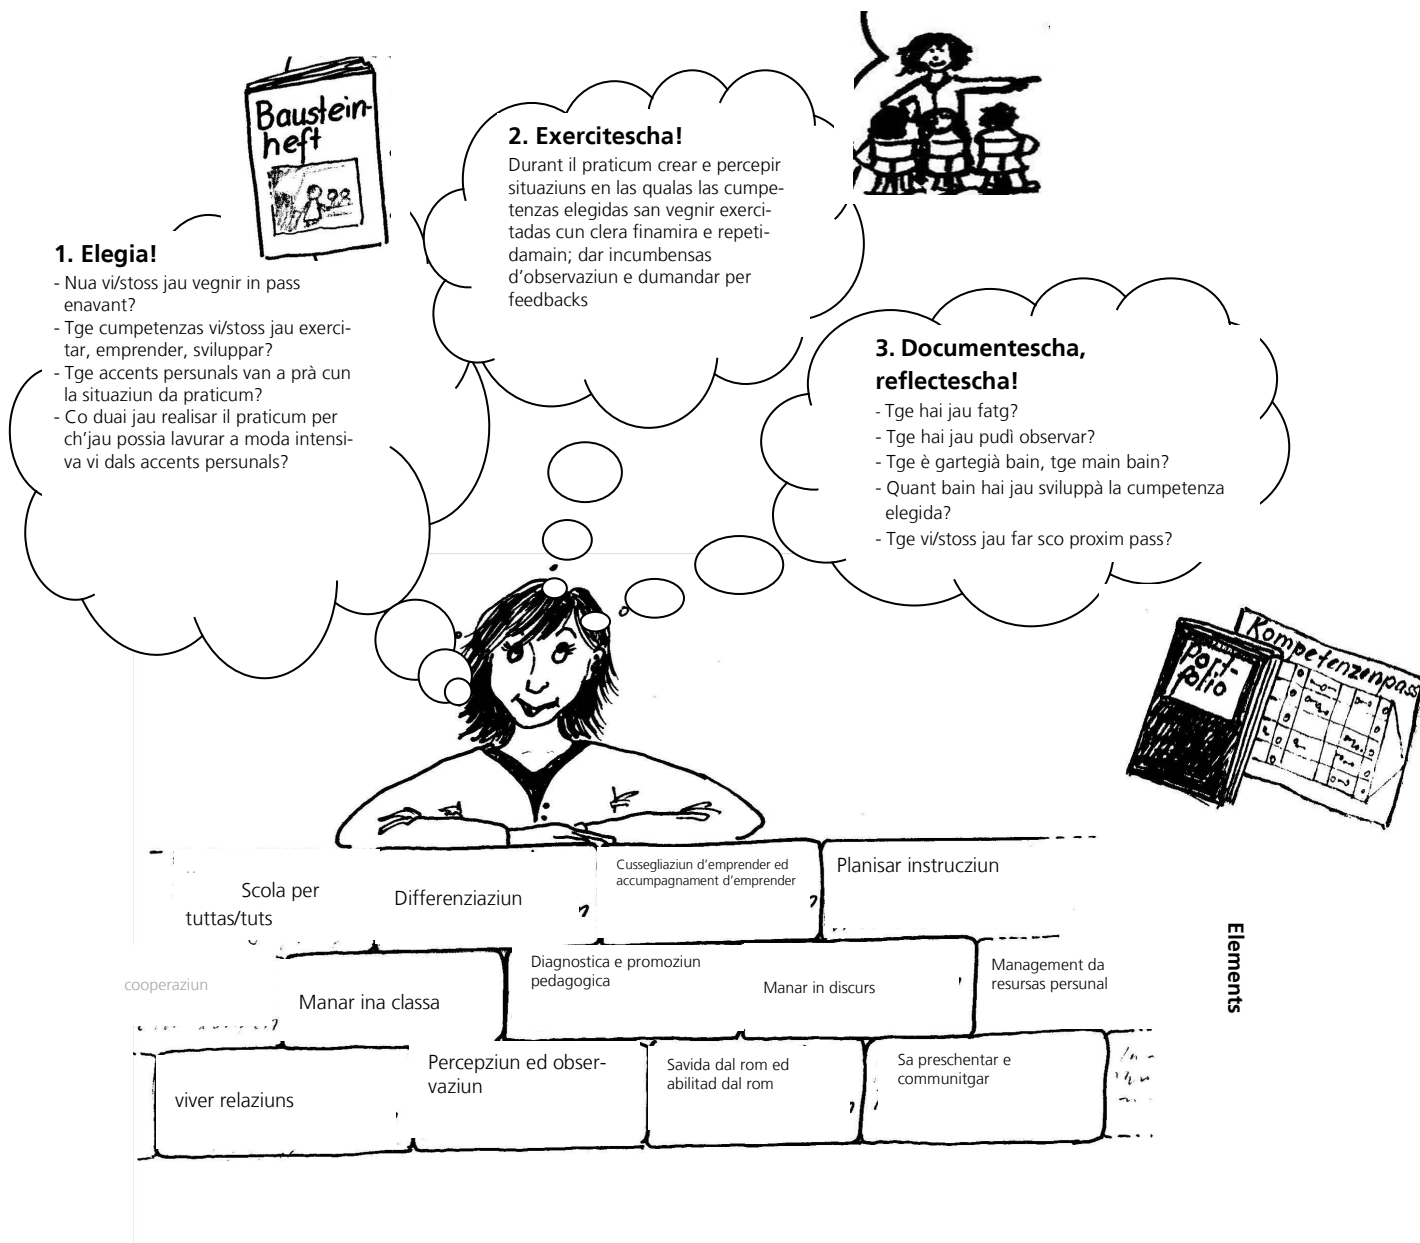 Baustein-
heft
1. Elegia!
- Nua vi/stoss jau vegnir in pass
enavant?
- Tge cumpetenzas vi/stoss jau exerci-
tar, emprender, sviluppar?
- Tge accents persunals van a prà cun
la situaziun da praticum?
- Co duai jau realisar il praticum per
ch’jau possia lavurar a moda intensi-
va vi dals accents persunals?
2. Exercitescha!
Durant il praticum crear e percepir
situaziuns en las qualas las cumpe-
tenzas elegidas san vegnir exerci-
tadas cun clera finamira e repeti-
damain; dar incumbensas
d’observaziun e dumandar per
feedbacks
3. Documentescha,
reflectescha!
- Tge hai jau fatg?
- Tge hai jau pudì observar?
- Tge è gartegià bain, tge main bain?
- Quant bain hai jau sviluppà la cumpetenza
elegida?
- Tge vi/stoss jau far sco proxim pass?
Port-
folio
Kompetenzenpass
Scola per
tuttas/tuts
Differenziaziun
Cussegliaziun d’emprender ed
accumpagnament d’emprender
Planisar instrucziun
cooperaziun
Manar ina classa
Diagnostica e promoziun
pedagogica
Manar in discurs
Management da
resursas persunal
viver relaziuns
Percepziun ed obser-
vaziun
Savida dal rom ed
abilitad dal rom
Sa preschentar e
communitgar
Elements